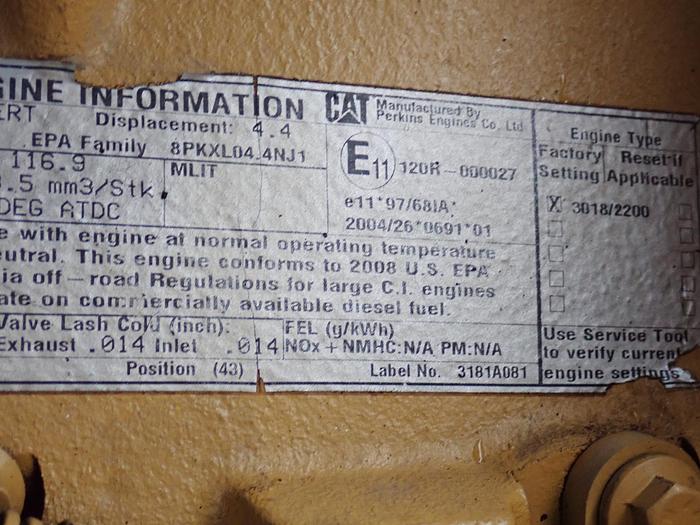 GINE INFORMATION
CAT Manufactured By
Perkins Engines Co. Ltd
ERT
Displacement: 4.4
EPA Family 8PKXL04.4NJ1
116.9
MLIT
.5 mm3/Stk
DEG ATDC
E11 120R-000027
e11*97/68IA*
2004/26*0691*01
e with engine at normal operating temperature
eutral. This engine conforms to 2008 U.S. EPA
ia off-road Regulations for large C.I. engines
ate on commercially available diesel fuel.
Valve Lash Cold (inch):
Exhaust .014 Inlet .014
FEL (g/kWh)
NOx + NMHC:N/A PM:N/A
Position (43)
Label No. 3181A081
Engine Type
Factory Reset if
Setting Applicable
X 3018/2200
Use Service Tool
to verify current
engine settings